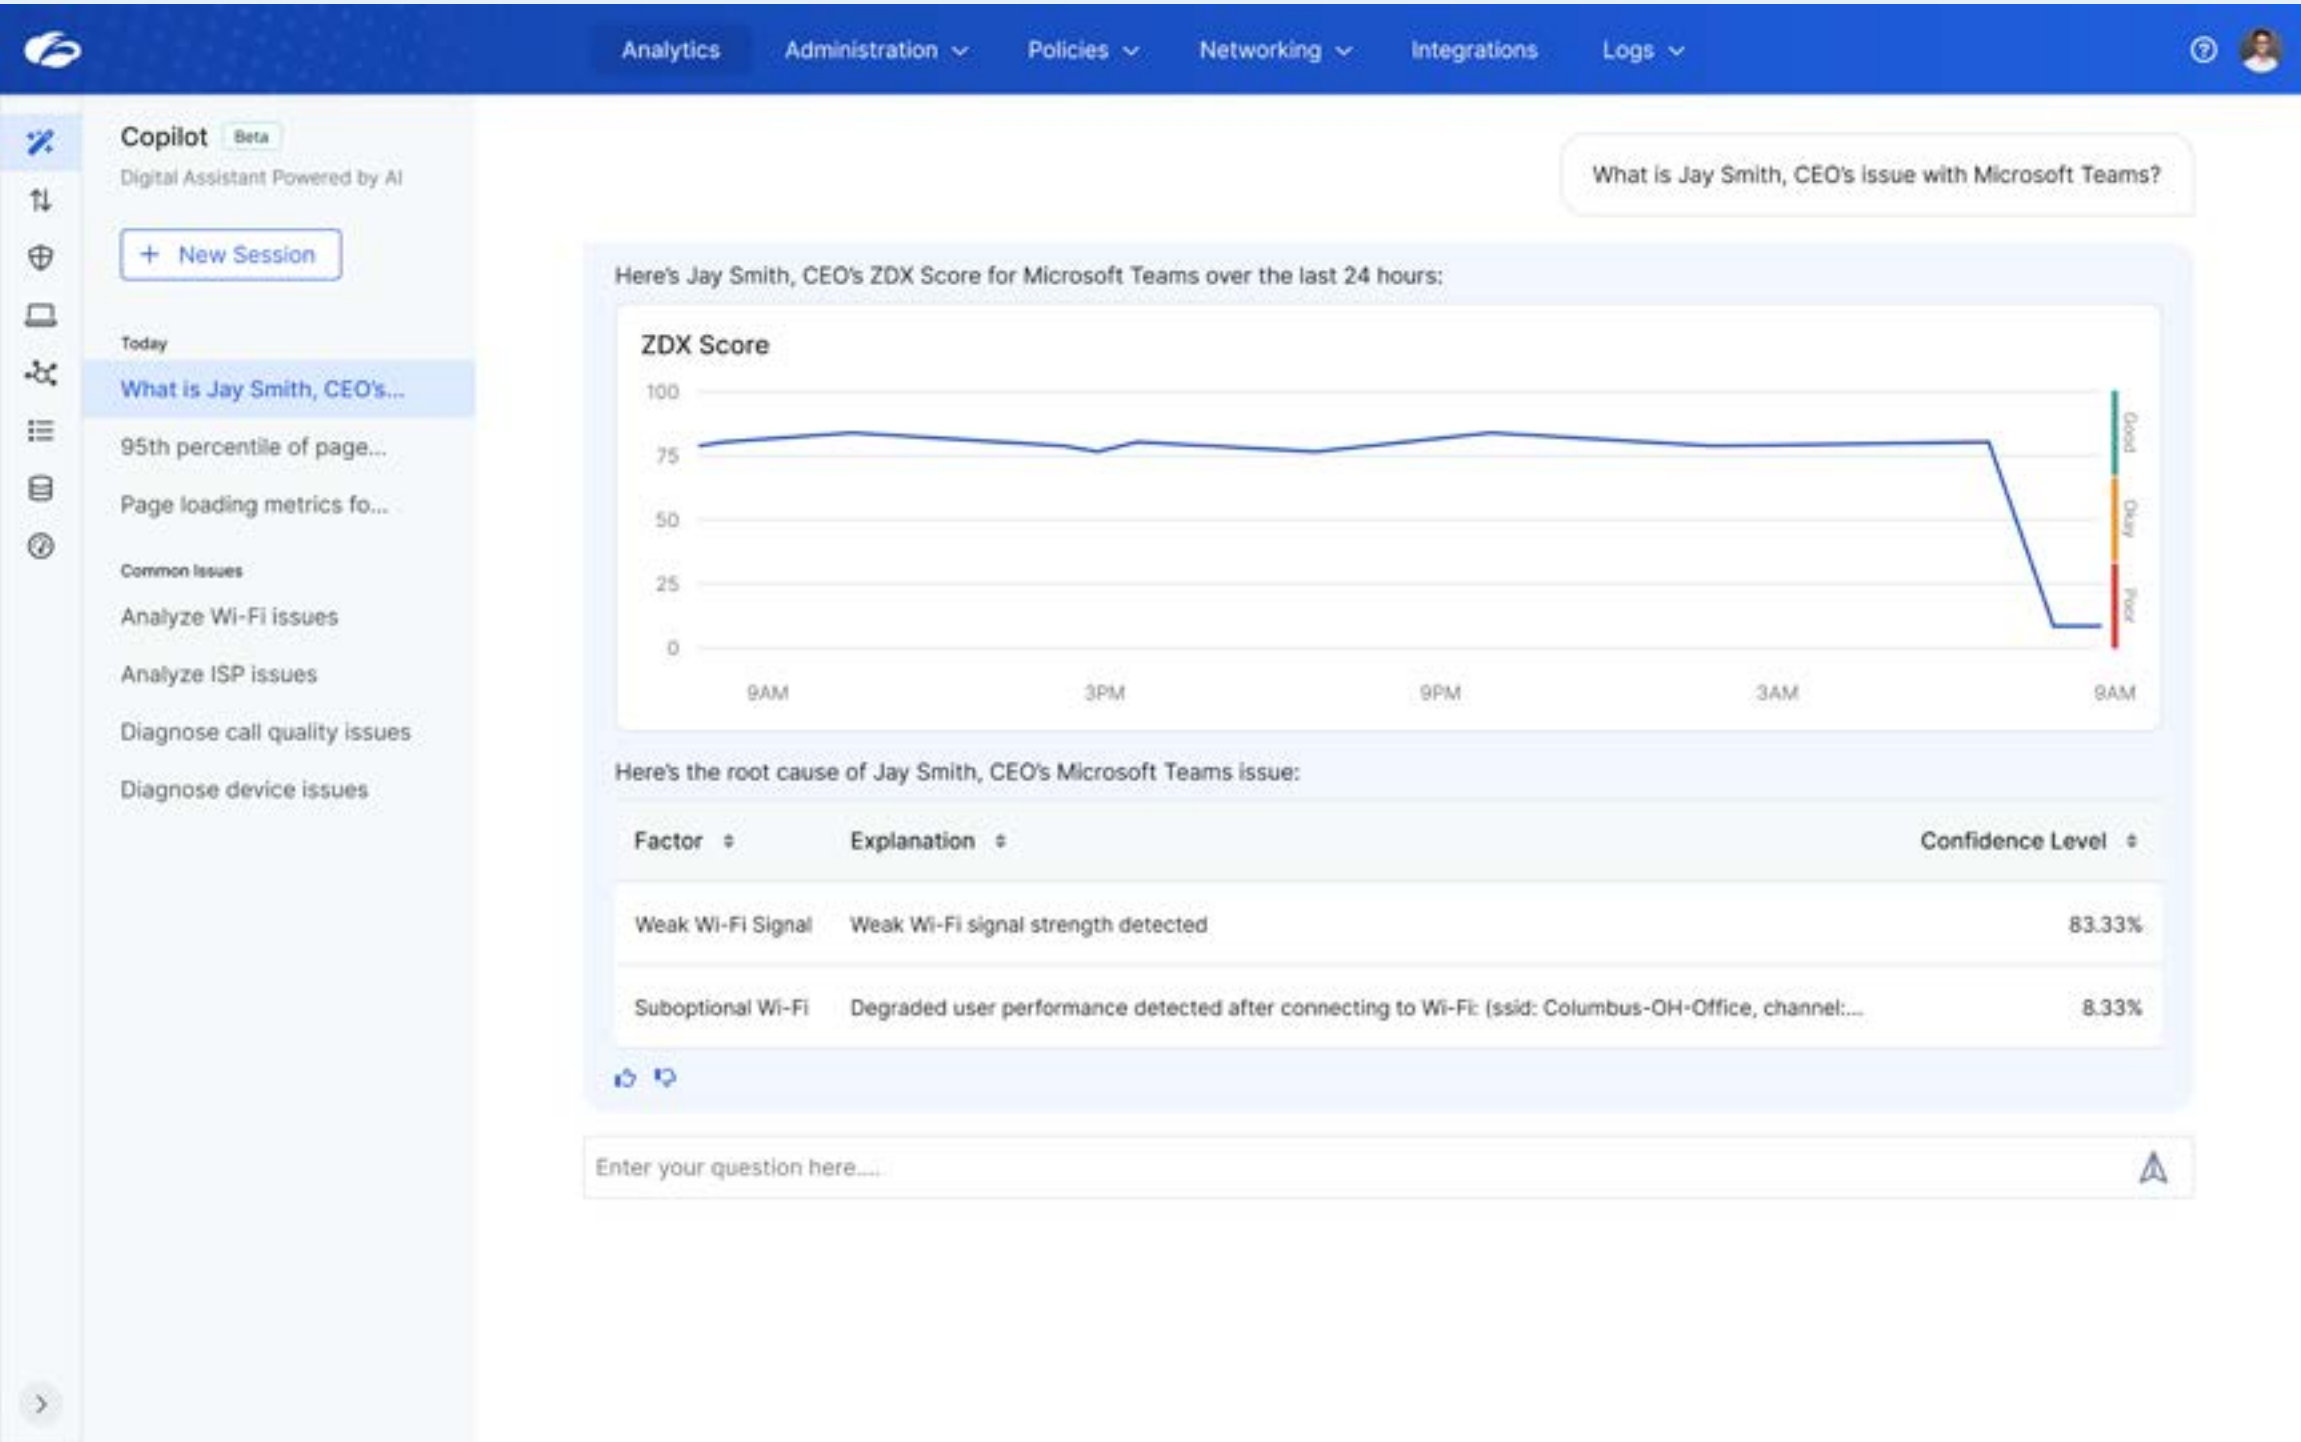 Analytics Administration Policies Networking Integrations Logs
Copilot Beta
Digital Assistant Powered by AI
+ New Session
Today
What is Jay Smith, CEO's...
95th percentile of page...
Page loading metrics fo...
Common Issues
Analyze Wi-Fi issues
Analyze ISP issues
Diagnose call quality issues
Diagnose device issues
What is Jay Smith, CEO's issue with Microsoft Teams?
Here's Jay Smith, CEO's ZDX Score for Microsoft Teams over the last 24 hours:
ZDX Score
100
75
50
25
0
9AM 3PM 9PM 3AM 9AM
Good
Okay
Poor
Here's the root cause of Jay Smith, CEO's Microsoft Teams issue:
Factor Explanation Confidence Level
Weak Wi-Fi Signal Weak Wi-Fi signal strength detected 83.33%
Suboptional Wi-Fi Degraded user performance detected after connecting to Wi-Fi: (ssid: Columbus-OH-Office, channel:... 8.33%
Enter your question here....